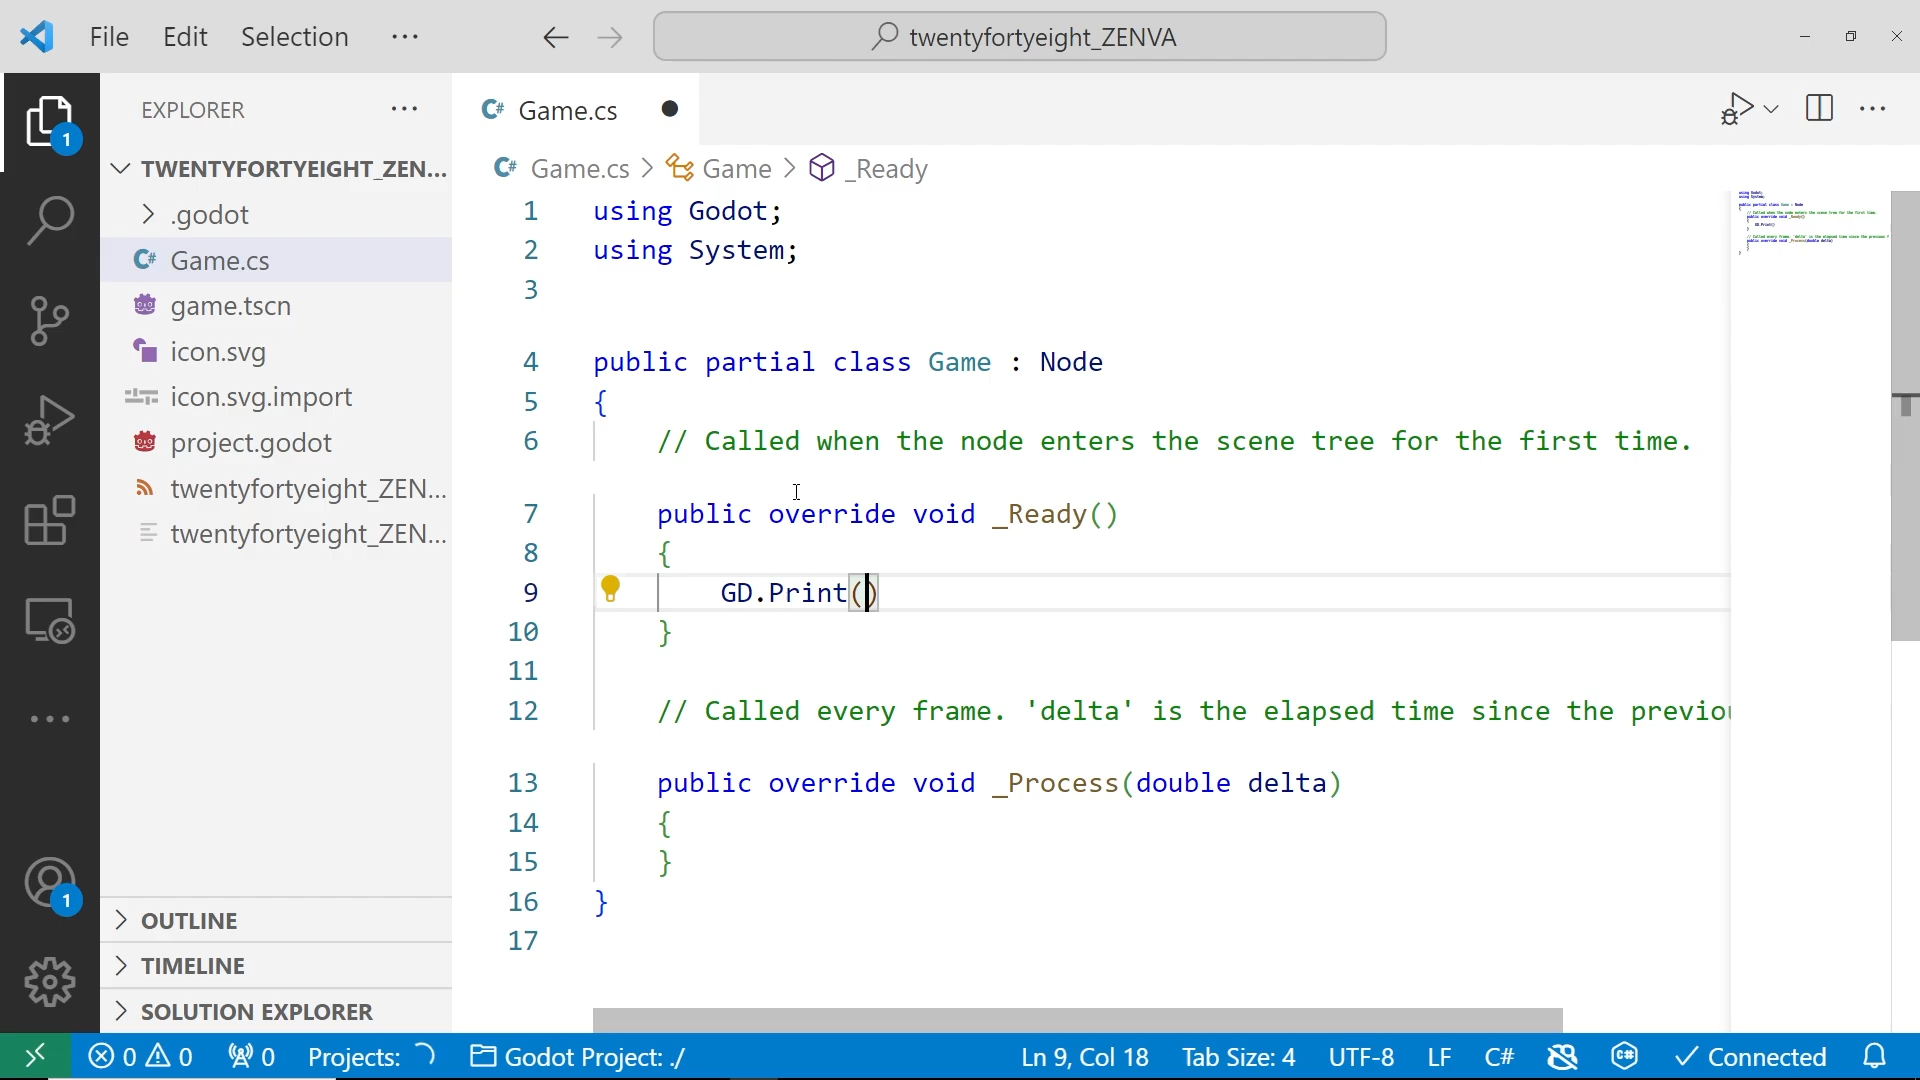 File Edit Selection ···
twentyfortyeight_ZENVA
EXPLORER ···
Game.cs
TWENTYFORTYEIGHT_ZEN...
Game.cs > Game > _Ready
.godot
Game.cs
game.tscn
icon.svg
icon.svg.import
project.godot
twentyfortyeight_ZEN...
twentyfortyeight_ZEN...
OUTLINE
TIMELINE
SOLUTION EXPLORER
1
1
1 using Godot;
2 using System;
3
4 public partial class Game : Node
5 {
6 // Called when the node enters the scene tree for the first time.
7 public override void _Ready()
8 {
9 GD.Print()
10 }
11
12 // Called every frame. 'delta' is the elapsed time since the previou
13 public override void _Process(double delta)
14 {
15 }
16 }
17
0 0 0 Projects: Godot Project: ./ Ln 9, Col 18 Tab Size: 4 UTF-8 LF C# Connected